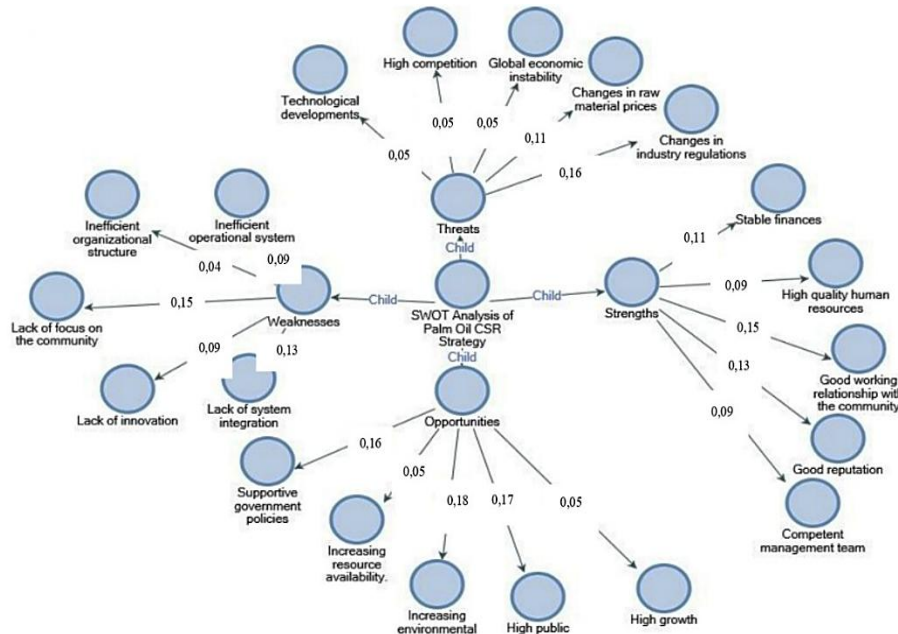 High competition
Global economic
instability
Technological
developments
Changes in raw
material prices
Changes in
industry regulations
0,05
0,05
0,05
0,11
0,16
Threats
Child
Inefficient
organizational
structure
Inefficient
operational system
0,04
0,09
Lack of focus on
the community
0,15
Weaknesses
Child
0,09
0,13
Lack of innovation
Lack of system
integration
SWOT Analysis of
Palm Oil CSR
Strategy
Child
Child
Strengths
Stable finances
0,11
0,09
High quality human
resources
0,15
Good working
relationship with
the community
0,13
Good reputation
0,09
Competent
management team
Opportunities
0,16
Supportive
government
policies
0,05
Increasing
resource
availability.
0,18
Increasing
environmental
0,17
High public
0,05
High growth